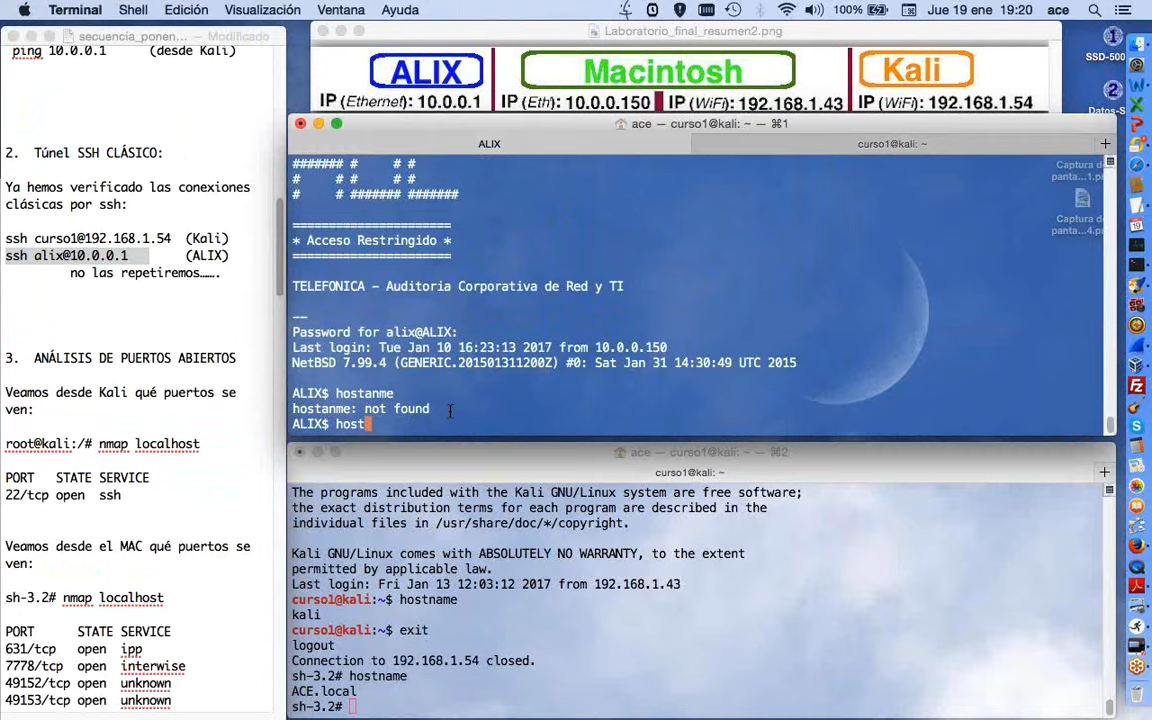 Terminal Shell Edición Visualización Ventana Ayuda 100% Jue 19 ene 19:20 ace
secuencia_ponen... — Modificado
ping 10.0.0.1 (desde Kali)
2. Túnel SSH CLÁSICO:
Ya hemos verificado las conexiones
clásicas por ssh:
ssh curso1@192.168.1.54 (Kali)
ssh alix@10.0.0.1 (ALIX)
no las repetiremos…….
3. ANÁLISIS DE PUERTOS ABIERTOS
Veamos desde Kali qué puertos se
ven:
root@kali:/# nmap localhost
PORT STATE SERVICE
22/tcp open ssh
Veamos desde el MAC qué puertos se
ven:
sh-3.2# nmap localhost
PORT STATE SERVICE
631/tcp open ipp
7778/tcp open interwise
49152/tcp open unknown
49153/tcp open unknown
Laboratorio_final_resumen2.png
ALIX Macintosh Kali
IP (Ethernet): 10.0.0.1 IP (Eth): 10.0.0.150 IP (WiFi): 192.168.1.43 IP (WiFi): 192.168.1.54
ace — curso1@kali: ~ — ⌘1
ALIX curso1@kali: ~ +
####### # # #
# # # # #
# # ####### #######
=======================
* Acceso Restringido *
=======================
TELEFONICA – Auditoria Corporativa de Red y TI
--
Password for alix@ALIX:
Last login: Tue Jan 10 16:23:13 2017 from 10.0.0.150
NetBSD 7.99.4 (GENERIC.201501311200Z) #0: Sat Jan 31 14:30:49 UTC 2015
ALIX$ hostanme
hostanme: not found
ALIX$ host
ace — curso1@kali: ~ — ⌘2
curso1@kali: ~ +
The programs included with the Kali GNU/Linux system are free software;
the exact distribution terms for each program are described in the
individual files in /usr/share/doc/*/copyright.
Kali GNU/Linux comes with ABSOLUTELY NO WARRANTY, to the extent
permitted by applicable law.
Last login: Fri Jan 13 12:03:12 2017 from 192.168.1.43
curso1@kali:~$ hostname
kali
curso1@kali:~$ exit
logout
Connection to 192.168.1.54 closed.
sh-3.2# hostname
ACE.local
sh-3.2#
Captura de
panta...1.p
Captura de
panta...4.p
SSD-500
Datos-S